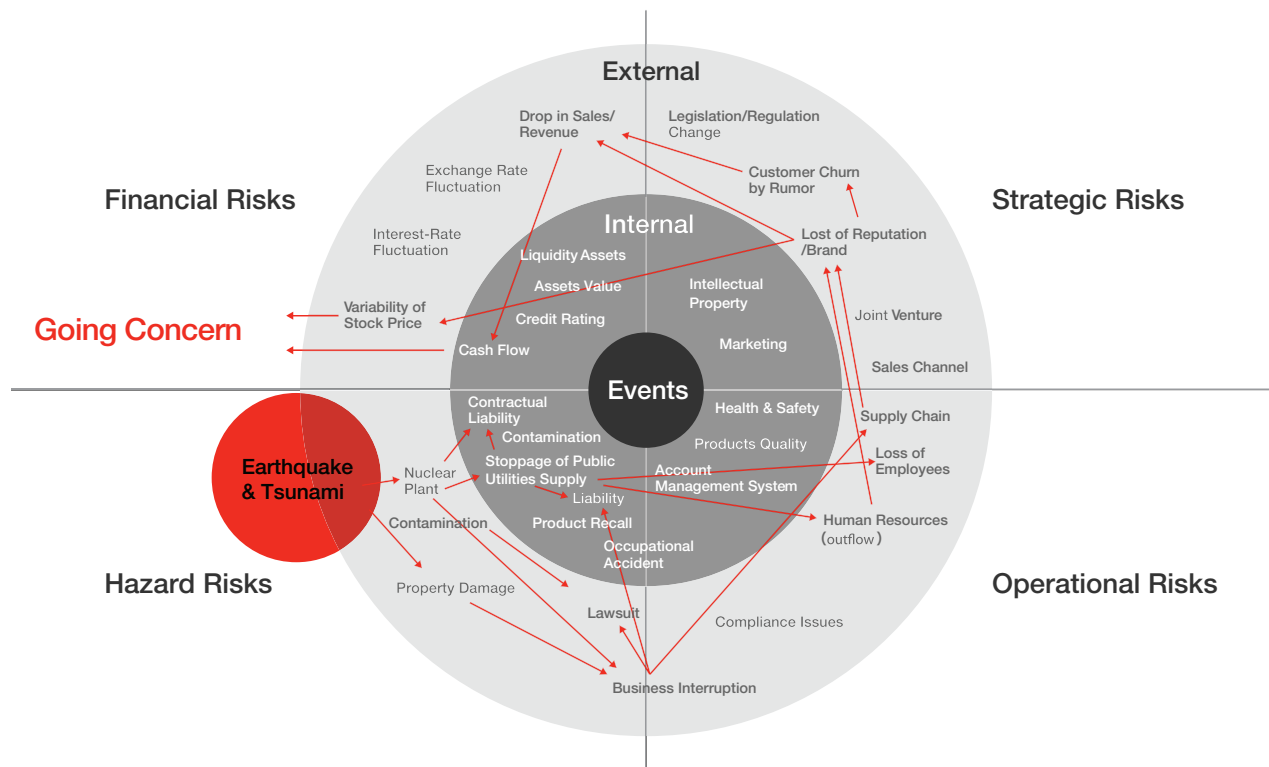 External
Drop in Sales/
Revenue
Legislation/Regulation
Change
Exchange Rate
Fluctuation
Customer Churn
by Rumor
Financial Risks
Strategic Risks
Internal
Interest-Rate
Fluctuation
Lost of Reputation
/Brand
Liquidity Assets
Assets Value
Intellectual
Property
Variability of
Stock Price
Credit Rating
Joint Venture
Going Concern
Cash Flow
Marketing
Sales Channel
Events
Contractual
Liability
Health & Safety
Supply Chain
Contamination
Products Quality
Earthquake
& Tsunami
Nuclear
Plant
Stoppage of Public
Utilities Supply
Account
Management System
Loss of
Employees
Liability
Contamination
Product Recall
Human Resources
(outflow)
Occupational
Accident
Hazard Risks
Property Damage
Operational Risks
Lawsuit
Compliance Issues
Business Interruption